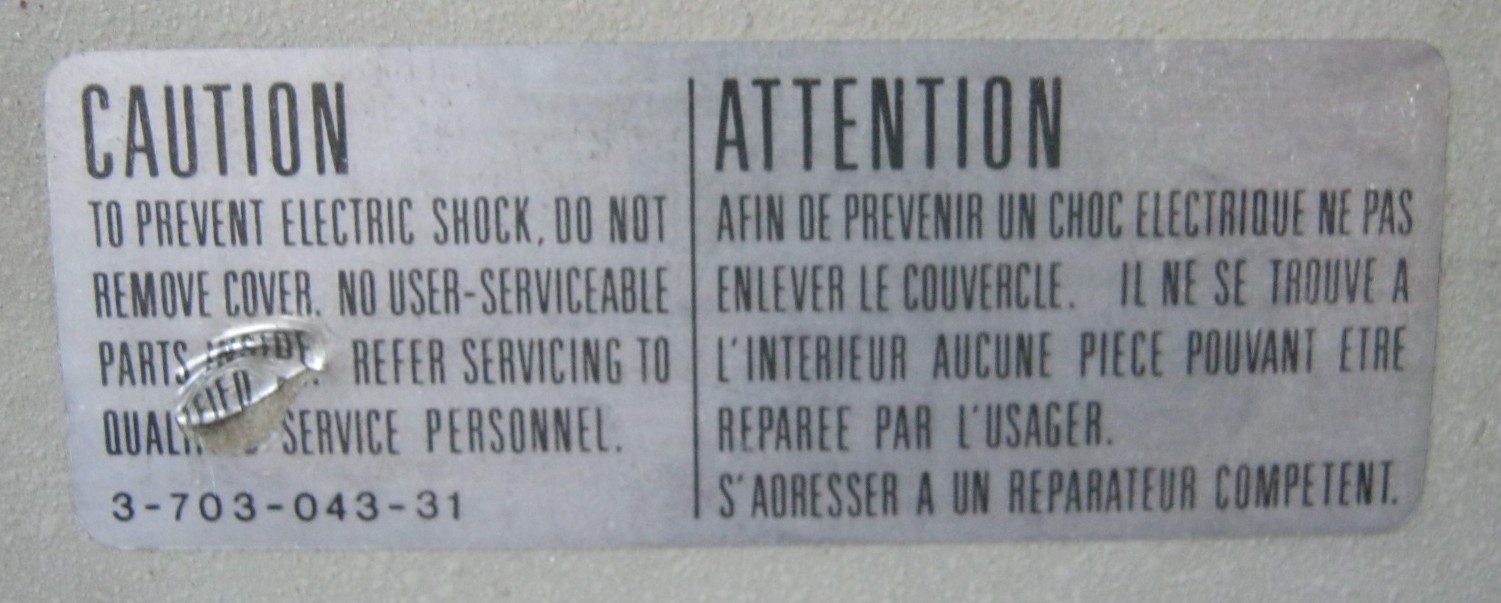 CAUTION
TO PREVENT ELECTRIC SHOCK, DO NOT
REMOVE COVER. NO USER-SERVICEABLE
PARTS INSIDE. REFER SERVICING TO
SERVICE PERSONNEL.
3-703-043-31
ATTENTION
AFIN DE PREVENIR UN CHOC ELECTRIQUE NE PAS
ENLEVER LE COUVERCLE. IL NE SE TROUVE A
L'INTERIEUR AUCUNE PIECE POUVANT ETRE
REPAREE PAR L'USAGER.
S'ADRESSER A UN REPARATEUR COMPETENT.